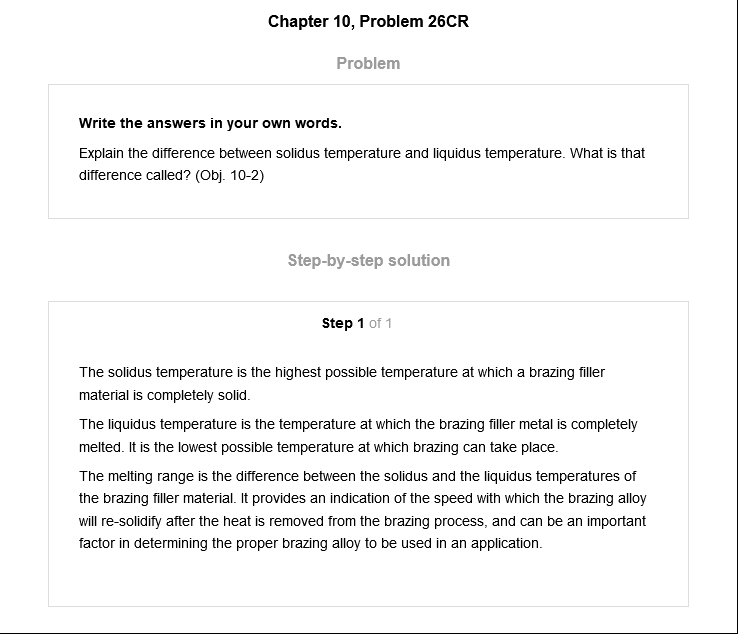 Chapter 10, Problem 26CR
Problem
Write the answers in your own words.
Explain the difference between solidus temperature and liquidus temperature. What is that
difference called? (Obj. 10-2)
Step-by-step solution
Step 1 of 1
The solidus temperature is the highest possible temperature at which a brazing filler
material is completely solid.
The liquidus temperature is the temperature at which the brazing filler metal is completely
melted. It is the lowest possible temperature at which brazing can take place.
The melting range is the difference between the solidus and the liquidus temperatures of
the brazing filler material. It provides an indication of the speed with which the brazing alloy
will re-solidify after the heat is removed from the brazing process, and can be an important
factor in determining the proper brazing alloy to be used in an application.